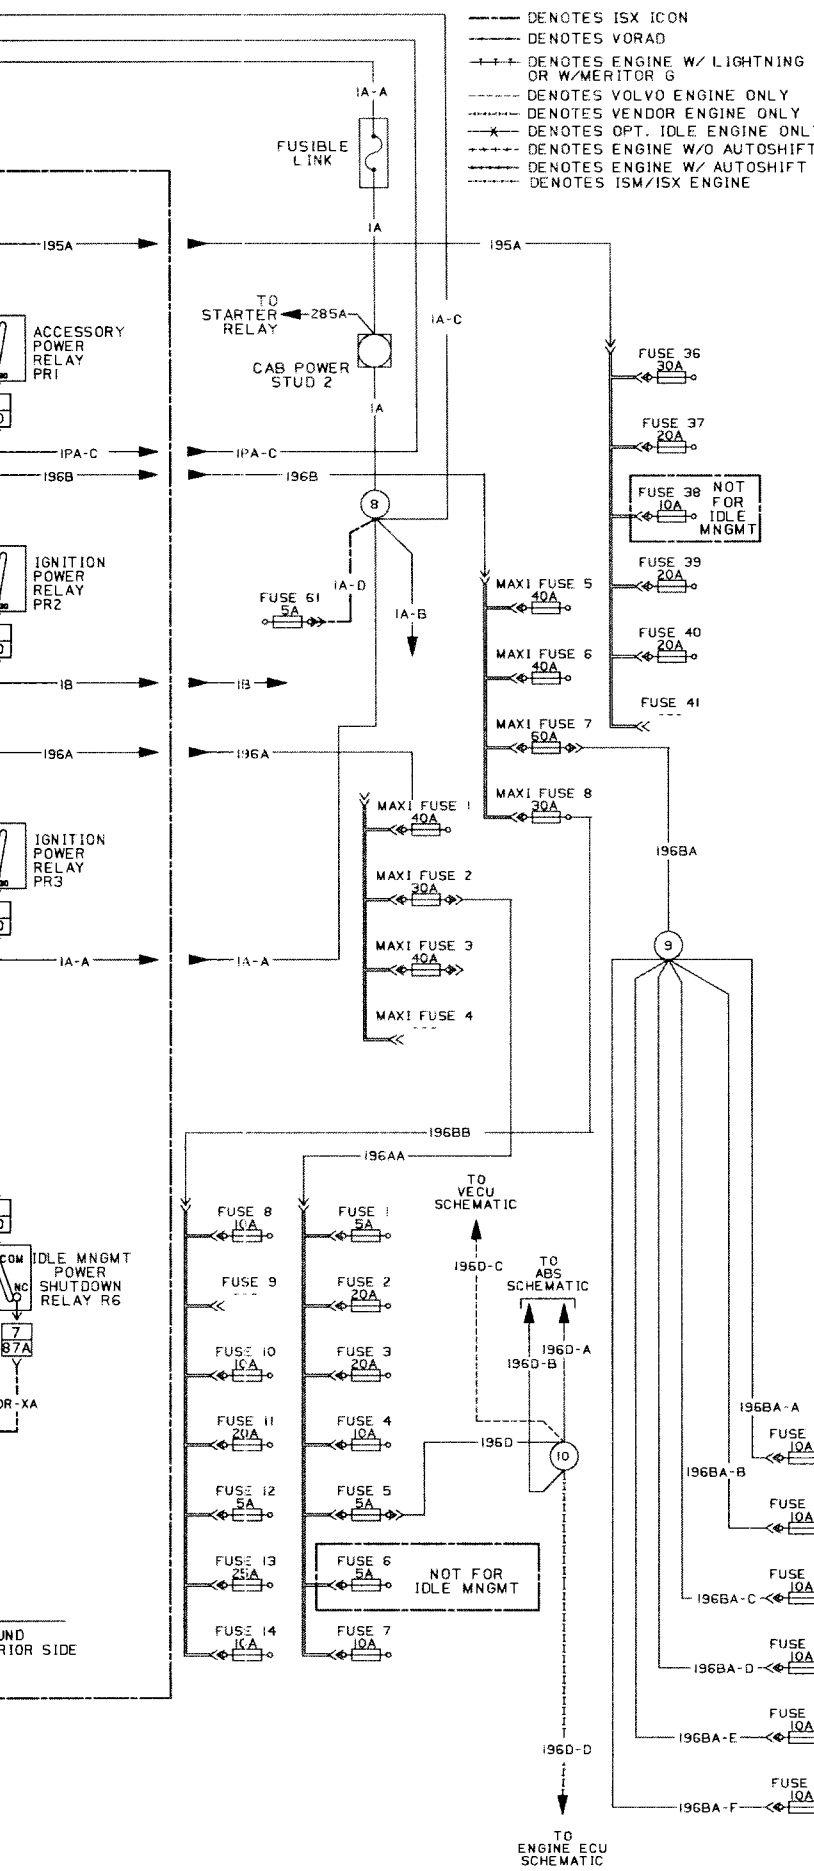 DENOTES ISX ICON
DENOTES VORAD
DENOTES ENGINE W/ LIGHTNING
OR W/MERITOR G
DENOTES VOLVO ENGINE ONLY
DENOTES VENDOR ENGINE ONLY
DENOTES OPT. IDLE ENGINE ONLY
DENOTES ENGINE W/O AUTOSHIFT
DENOTES ENGINE W/ AUTOSHIFT
DENOTES ISM/ISX ENGINE
1A-A
FUSIBLE
LINK
1A
195A
195A
TO
STARTER
RELAY
285A
1A-C
ACCESSORY
POWER
RELAY
PR1
CAB POWER
STUD 2
1A
FUSE 36
30A
FUSE 37
20A
1PA-C
1PA-C
196B
196B
8
FUSE 38
10A
NOT
FOR
IDLE
MNGMT
IGNITION
POWER
RELAY
PR2
FUSE 61
5A
1A-D
1A-B
MAXI FUSE 5
40A
FUSE 39
20A
MAXI FUSE 6
40A
FUSE 40
20A
1B
1B
FUSE 41
---
196A
196A
MAXI FUSE 7
60A
MAXI FUSE 1
40A
MAXI FUSE 8
30A
IGNITION
POWER
RELAY
PR3
196BA
MAXI FUSE 2
30A
9
1A-A
1A-A
MAXI FUSE 3
40A
MAXI FUSE 4
---
196BB
196AA
TO
VECU
SCHEMATIC
FUSE 8
10A
FUSE 1
5A
COM
NC
IDLE MNGMT
POWER
SHUTDOWN
RELAY R6
196D-C
TO
ABS
SCHEMATIC
FUSE 9
---
FUSE 2
20A
7
87A
196D-A
196D-B
FUSE 10
10A
FUSE 3
20A
OR-XA
196BA-A
FUSE 11
20A
FUSE 4
10A
196D
10
FUSE
10A
196BA-B
FUSE 12
5A
FUSE 5
5A
FUSE
10A
FUSE 13
25A
FUSE 6
5A
NOT FOR
IDLE MNGMT
196BA-C
FUSE
10A
UND
RIOR SIDE
FUSE 14
10A
FUSE 7
10A
196BA-D
FUSE
10A
196D-D
196BA-E
FUSE
10A
196BA-F
FUSE
10A
TO
ENGINE ECU
SCHEMATIC